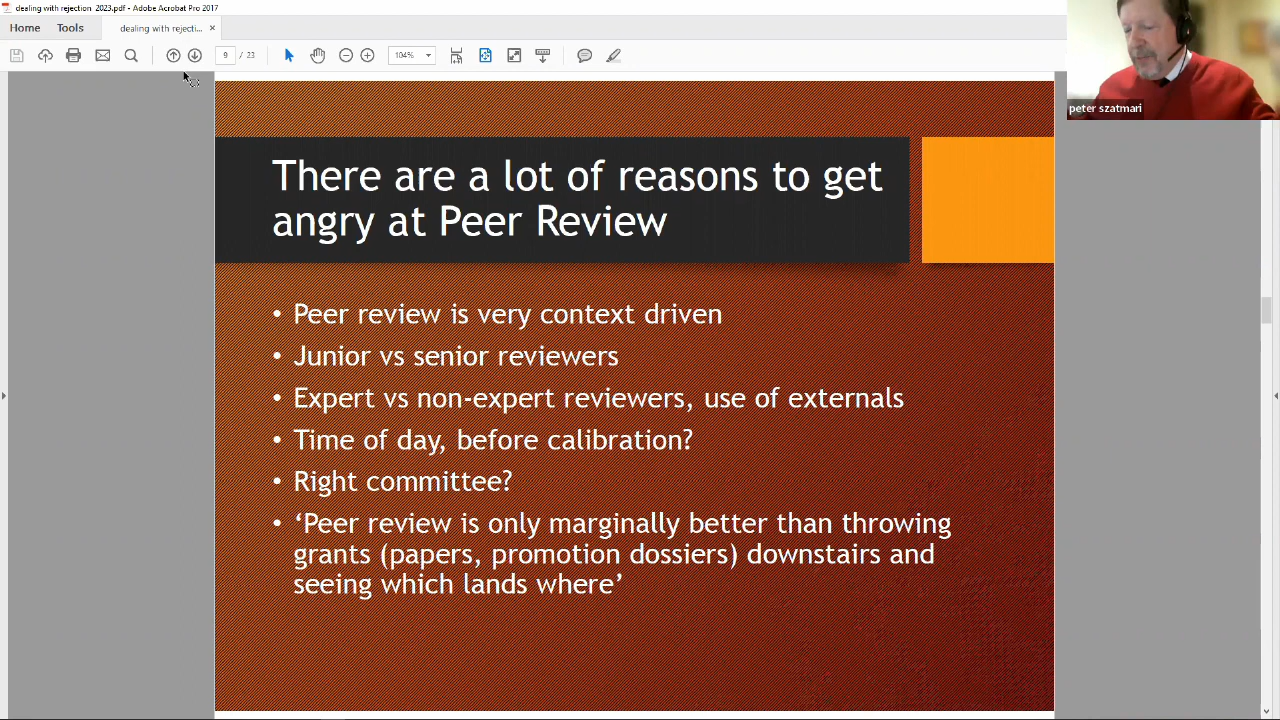 dealing with rejection 2023.pdf - Adobe Acrobat Pro 2017
Home Tools dealing with rejecti... ×
9 / 23 104%
peter szatmari
There are a lot of reasons to get
angry at Peer Review
• Peer review is very context driven
• Junior vs senior reviewers
• Expert vs non-expert reviewers, use of externals
• Time of day, before calibration?
• Right committee?
• ‘Peer review is only marginally better than throwing
grants (papers, promotion dossiers) downstairs and
seeing which lands where’